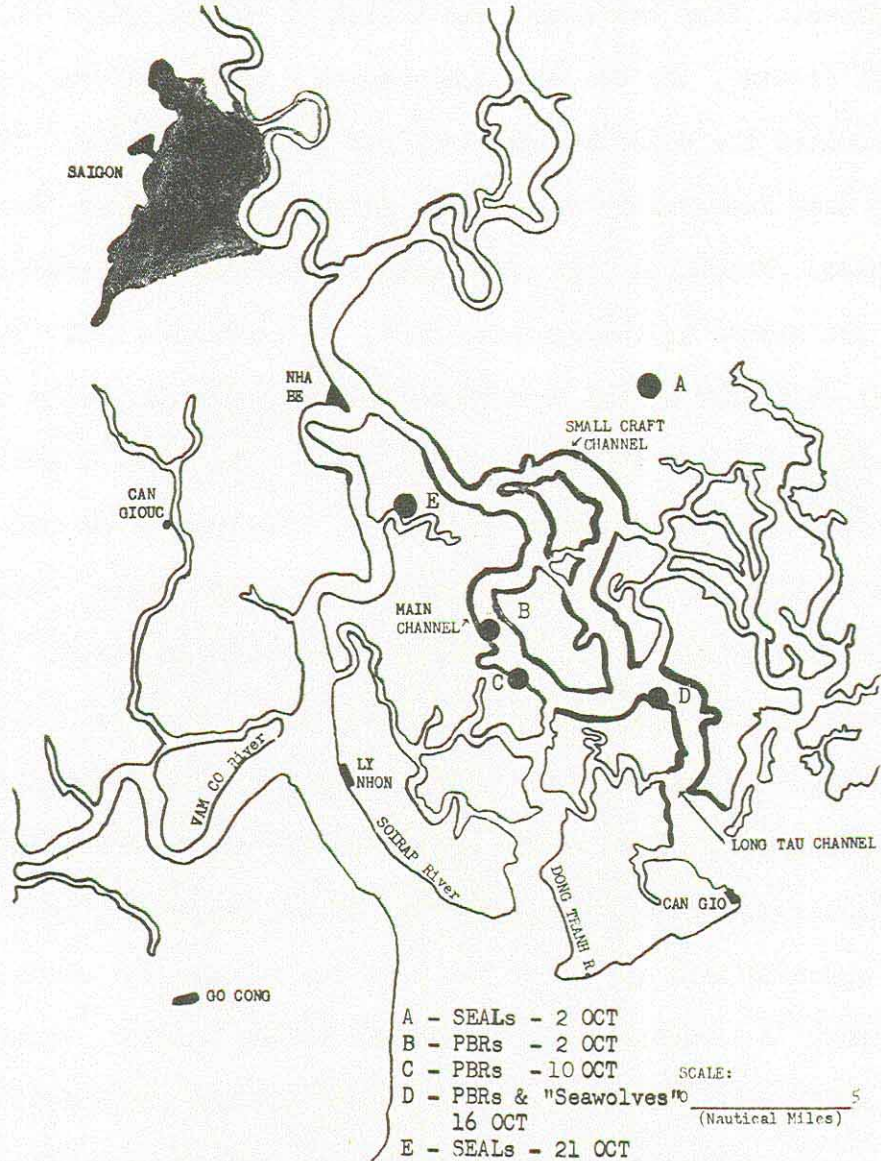 SAIGON
NHA
BE
A
SMALL CRAFT
CHANNEL
CAN
GIOUC
E
MAIN
CHANNEL
B
C
D
VAM CO River
LY
NHON
SOIRAP River
LONG TAU CHANNEL
DONG TRANH R.
CAN GIO
GO CONG
A - SEALs - 2 OCT
B - PBRs - 2 OCT
C - PBRs - 10 OCT
D - PBRs & "Seawolves"
16 OCT
E - SEALs - 21 OCT
SCALE:
0 5
(Nautical Miles)